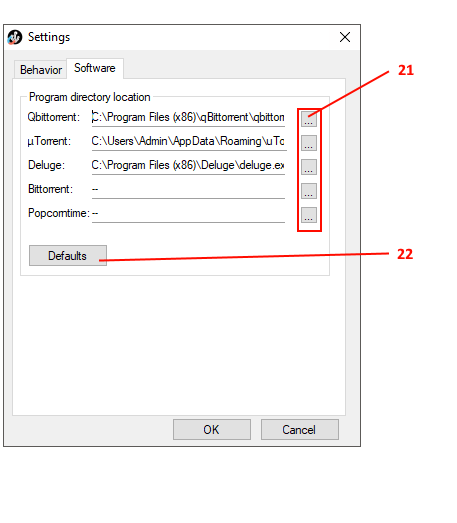 Settings
Behavior Software
21
Program directory location
Qbittorrent: C:\Program Files (x86)\qBittorrent\qbittorr ...
µTorrent: C:\Users\Admin\AppData\Roaming\uTo ...
Deluge: C:\Program Files (x86)\Deluge\deluge.ex ...
Bittorrent: -- ...
Popcorntime: -- ...
Defaults
22
OK Cancel